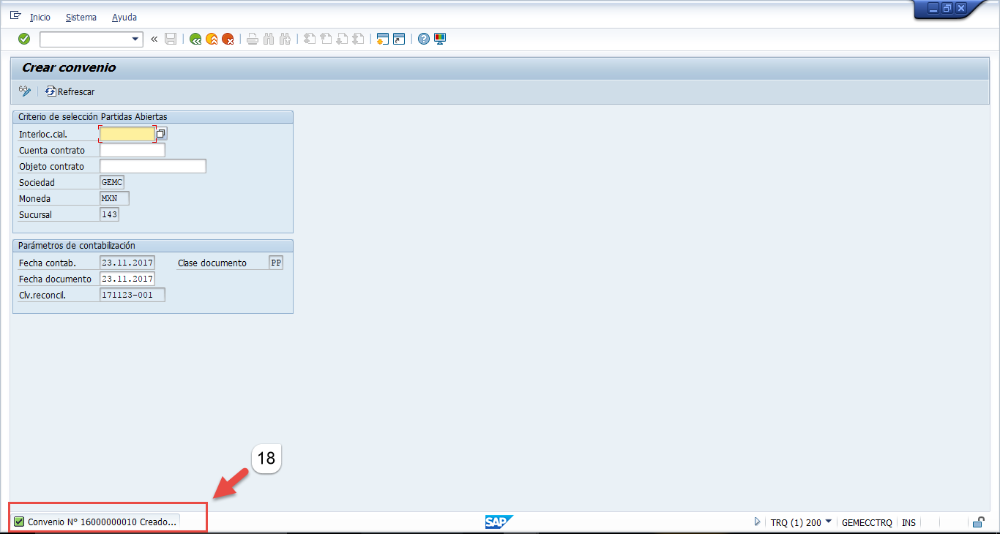 Inicio Sistema Ayuda
Crear convenio
Refrescar
Criterio de selección Partidas Abiertas
Interloc.cial.
Cuenta contrato
Objeto contrato
Sociedad GEMC
Moneda MXN
Sucursal 143
Parámetros de contabilización
Fecha contab. 23.11.2017 Clase documento PP
Fecha documento 23.11.2017
Clv.reconcil. 171123-001
18
Convenio N° 16000000010 Creado...
SAP
TRQ (1) 200 GEMECCTRQ INS